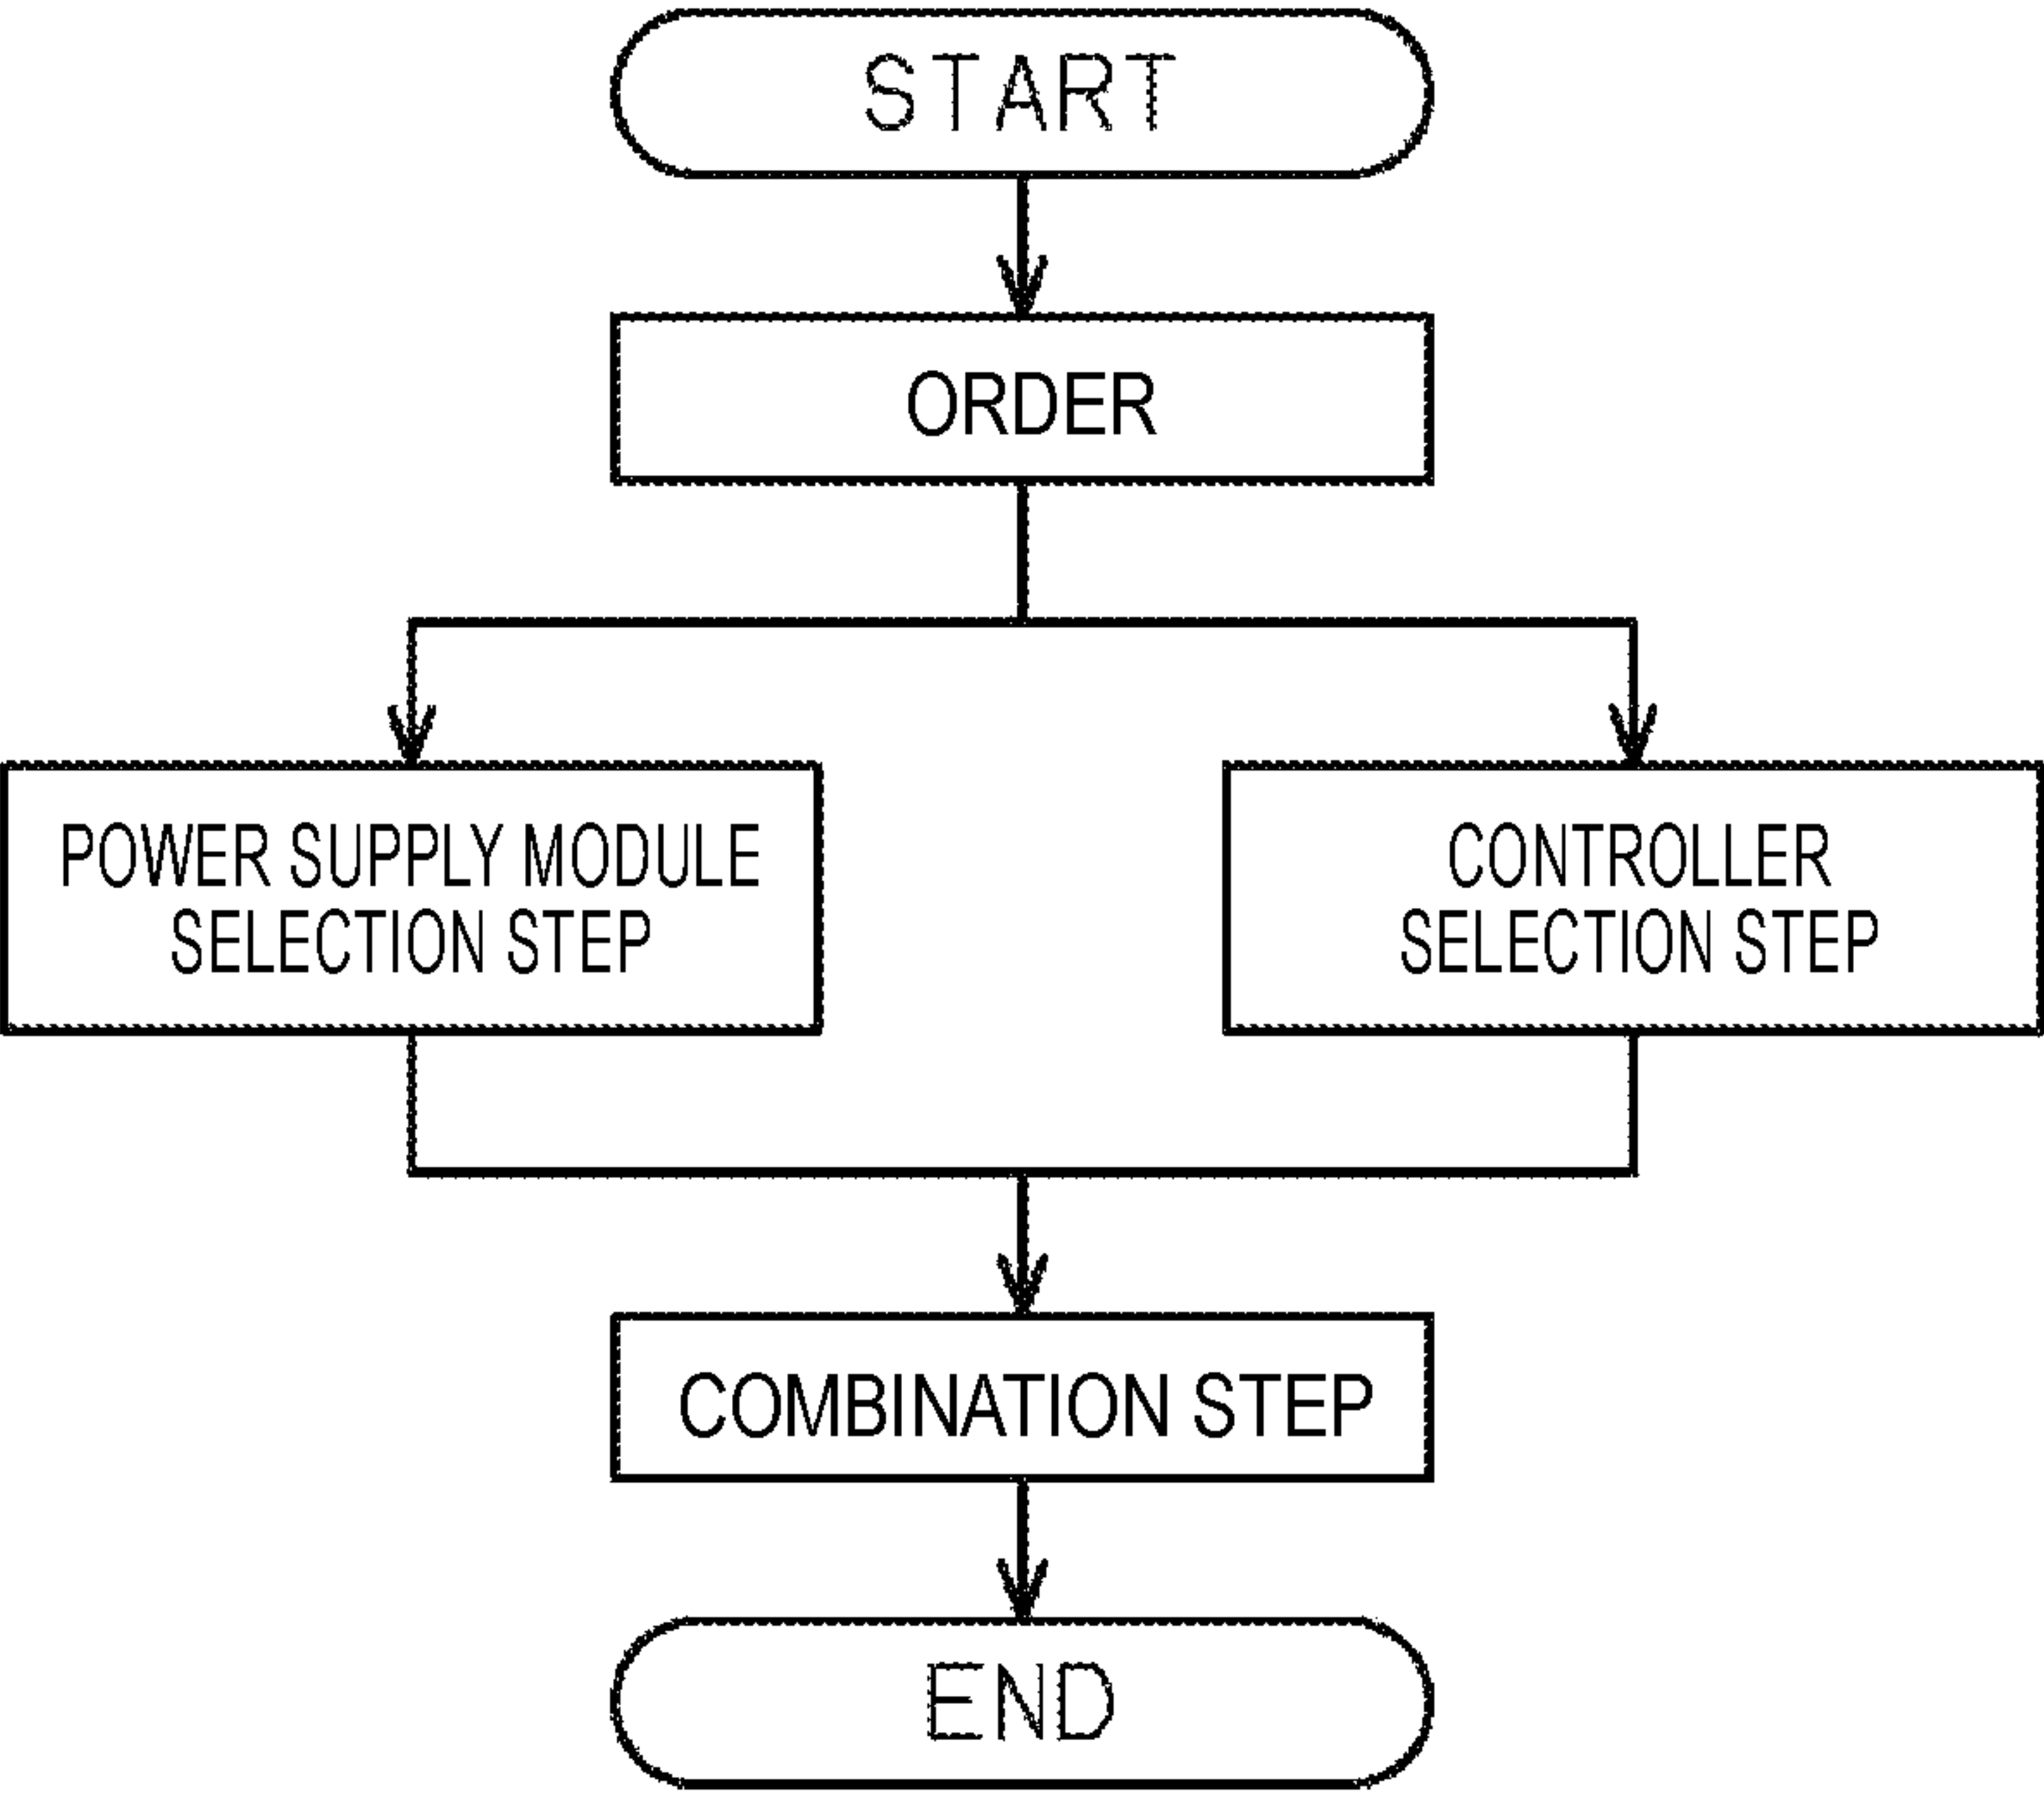 START
ORDER
POWER SUPPLY MODULE
SELECTION STEP
CONTROLLER
SELECTION STEP
COMBINATION STEP
END